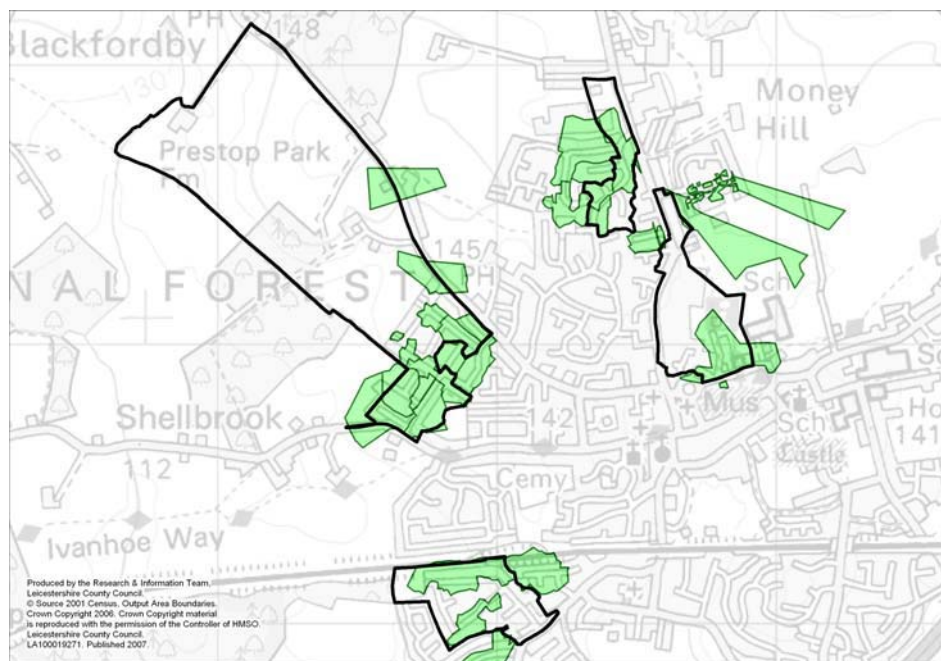 PH
148
Blackfordby
130
Money
Hill
Prestop Park
Fm
145
PH
NAL FOREST
Sch
Shellbrook
142
Mus
Sch
Castle
141
112
Cemy
Ivanhoe Way
Produced by the Research & Information Team,
Leicestershire County Council.
© Source 2001 Census, Output Area Boundaries.
Crown Copyright 2006. Crown Copyright material
is reproduced with the permission of the Controller of HMSO.
Leicestershire County Council.
LA100019271. Published 2007.